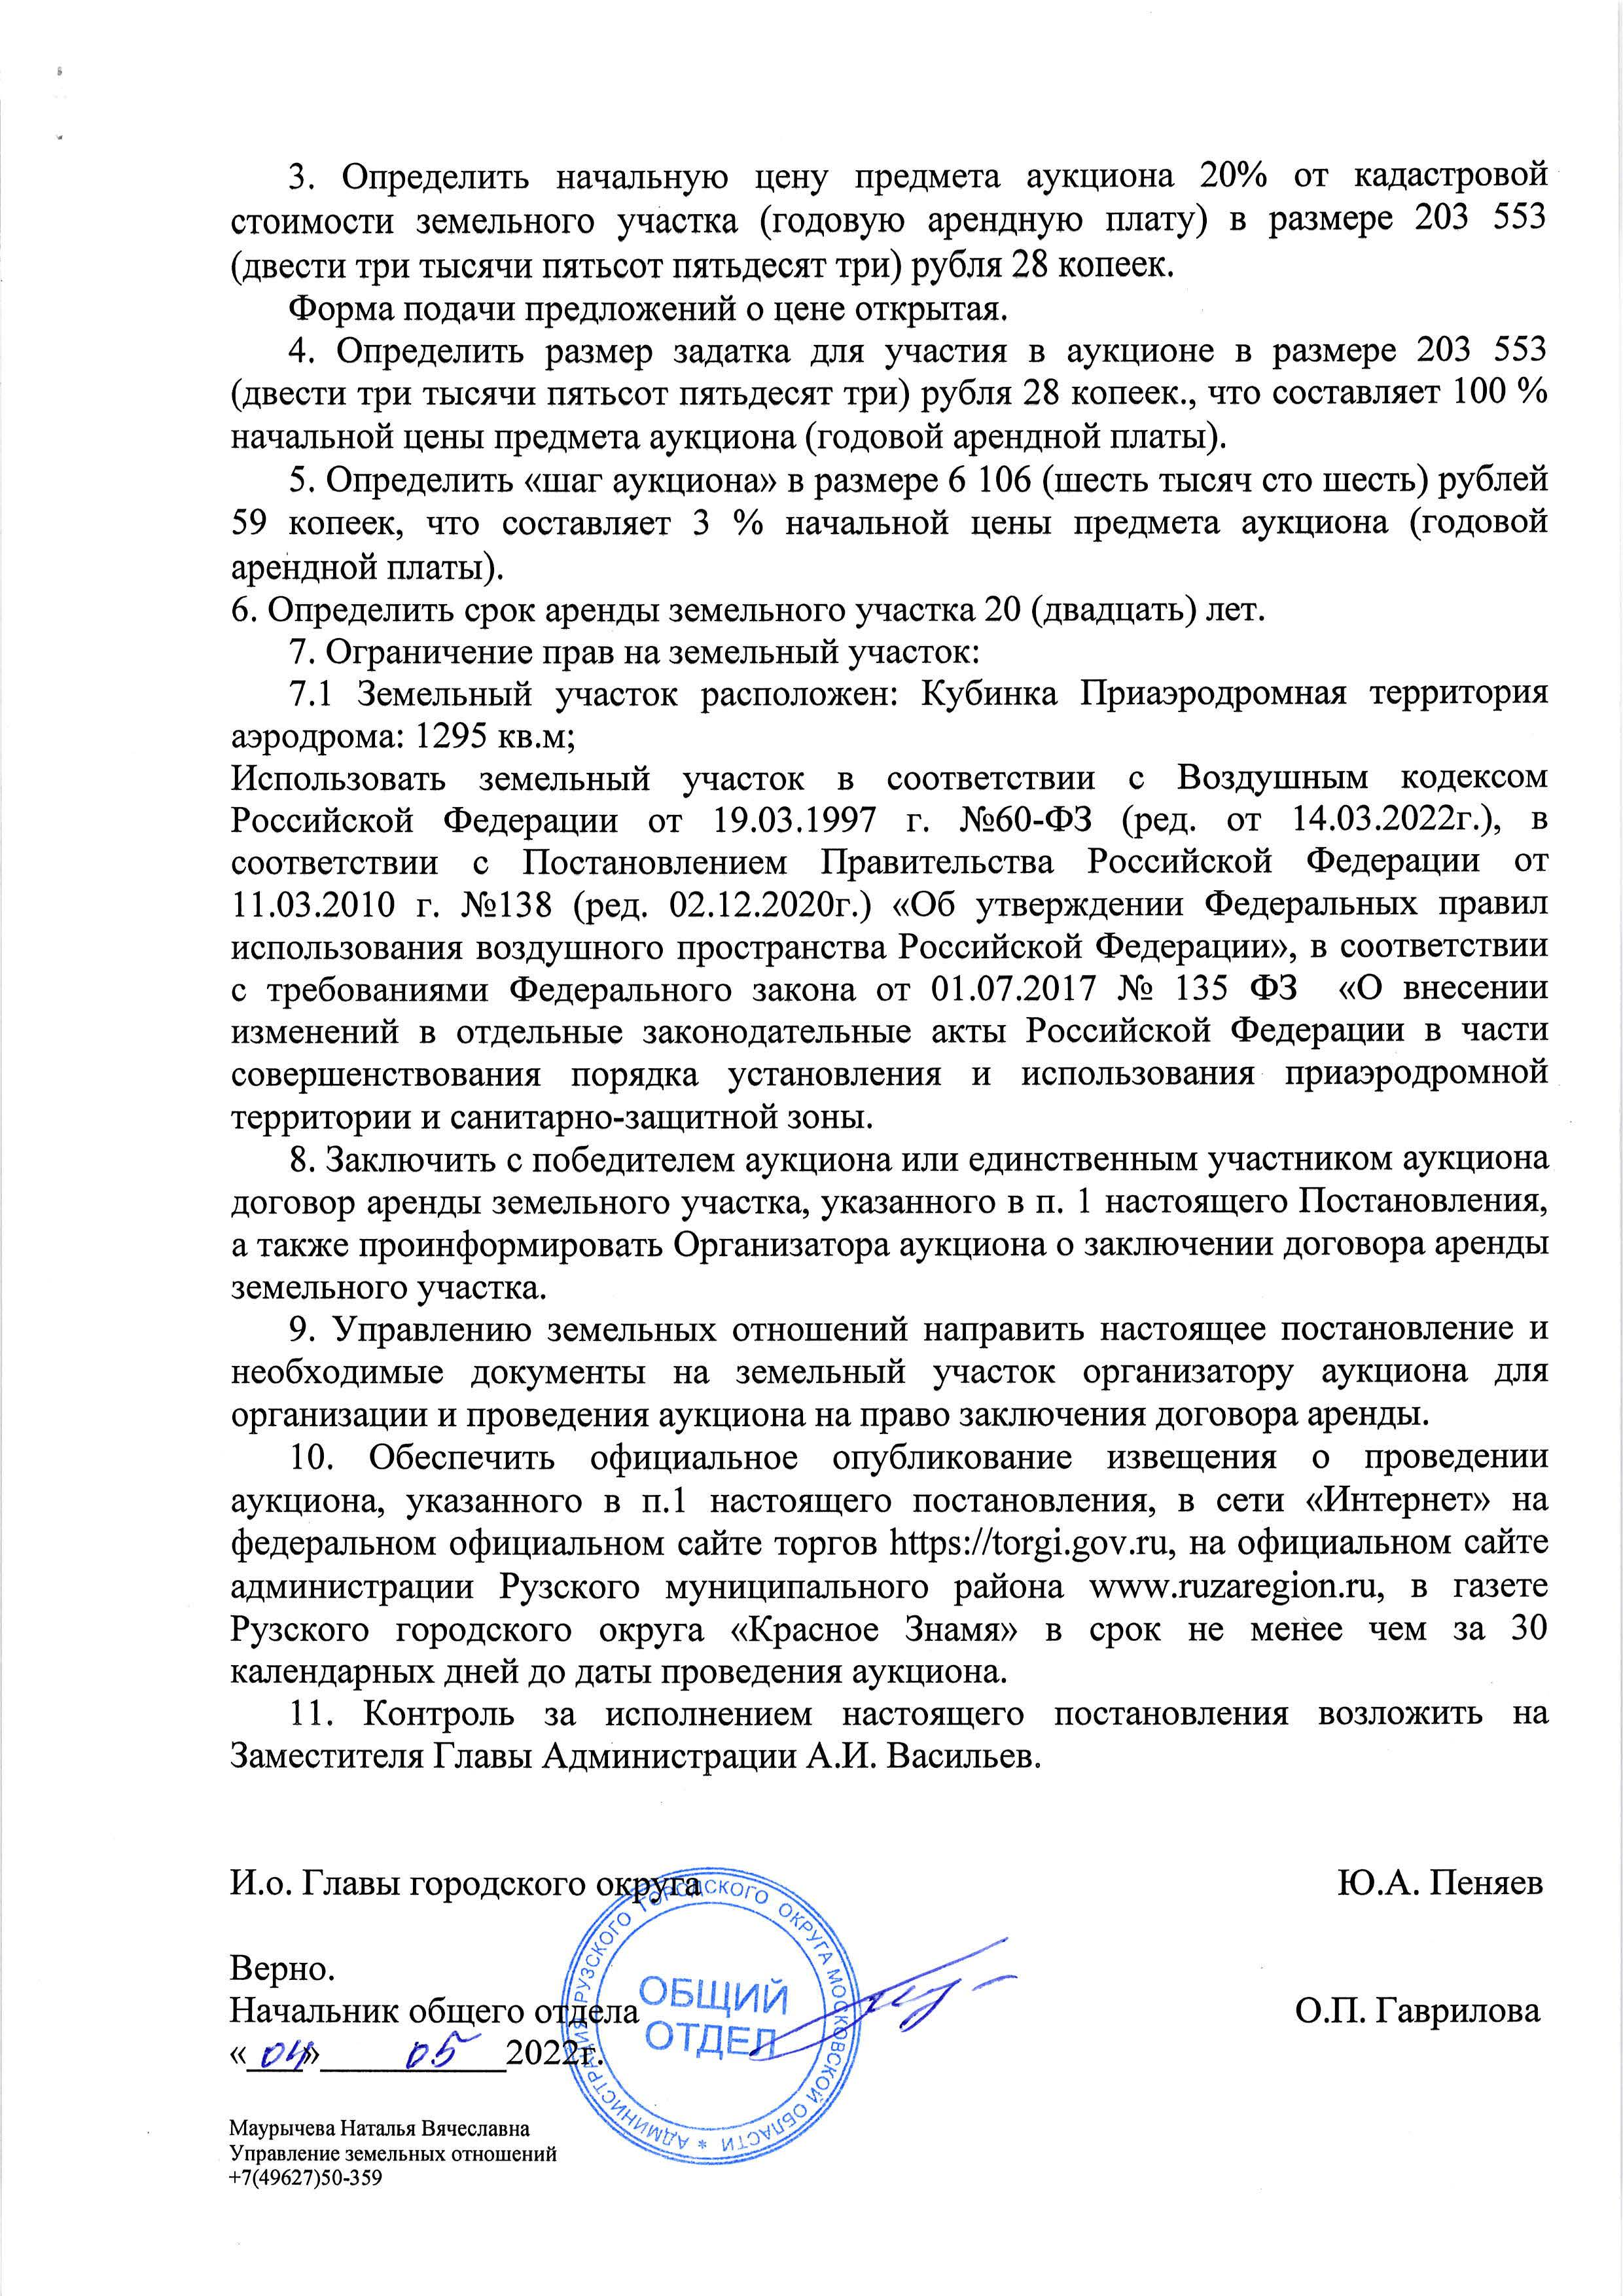 3. Определить начальную цену предмета аукциона 20% от кадастровой
стоимости земельного участка (годовую арендную плату) в размере 203 553
(двести три тысячи пятьсот пятьдесят три) рубля 28 копеек.
Форма подачи предложений о цене открытая.
4. Определить размер задатка для участия в аукционе в размере 203 553
(двести три тысячи пятьсот пятьдесят три) рубля 28 копеек., что составляет 100 %
начальной цены предмета аукциона (годовой арендной платы).
5. Определить «шаг аукциона» в размере 6 106 (шесть тысяч сто шесть) рублей
59 копеек, что составляет 3 % начальной цены предмета аукциона (годовой
арендной платы).
6. Определить срок аренды земельного участка 20 (двадцать) лет.
7. Ограничение прав на земельный участок:
7.1 Земельный участок расположен: Кубинка Приаэродромная территория
аэродрома: 1295 кв.м;
Использовать земельный участок в соответствии с Воздушным кодексом
Российской Федерации от 19.03.1997 г. №60-ФЗ (ред. от 14.03.2022г.), в
соответствии с Постановлением Правительства Российской Федерации от
11.03.2010 г. №138 (ред. 02.12.2020г.) «Об утверждении Федеральных правил
использования воздушного пространства Российской Федерации», в соответствии
с требованиями Федерального закона от 01.07.2017 № 135 ФЗ «О внесении
изменений в отдельные законодательные акты Российской Федерации в части
совершенствования порядка установления и использования приаэродромной
территории и санитарно-защитной зоны.
8. Заключить с победителем аукциона или единственным участником аукциона
договор аренды земельного участка, указанного в п. 1 настоящего Постановления,
а также проинформировать Организатора аукциона о заключении договора аренды
земельного участка.
9. Управлению земельных отношений направить настоящее постановление и
необходимые документы на земельный участок организатору аукциона для
организации и проведения аукциона на право заключения договора аренды.
10. Обеспечить официальное опубликование извещения о проведении
аукциона, указанного в п.1 настоящего постановления, в сети «Интернет» на
федеральном официальном сайте торгов https://torgi.gov.ru, на официальном сайте
администрации Рузского муниципального района www.ruzaregion.ru, в газете
Рузского городского округа «Красное Знамя» в срок не менее чем за 30
календарных дней до даты проведения аукциона.
11. Контроль за исполнением настоящего постановления возложить на
Заместителя Главы Администрации А.И. Васильев.
И.о. Главы городского округа Ю.А. Пеняев
Верно.
Начальник общего отдела О.П. Гаврилова
«04» 05 2022г.
АДМИНИСТРАЦИЯ РУЗСКОГО ГОРОДСКОГО ОКРУГА МОСКОВСКОЙ ОБЛАСТИ *
ОБЩИЙ
ОТДЕЛ
Маурычева Наталья Вячеславна
Управление земельных отношений
+7(49627)50-359